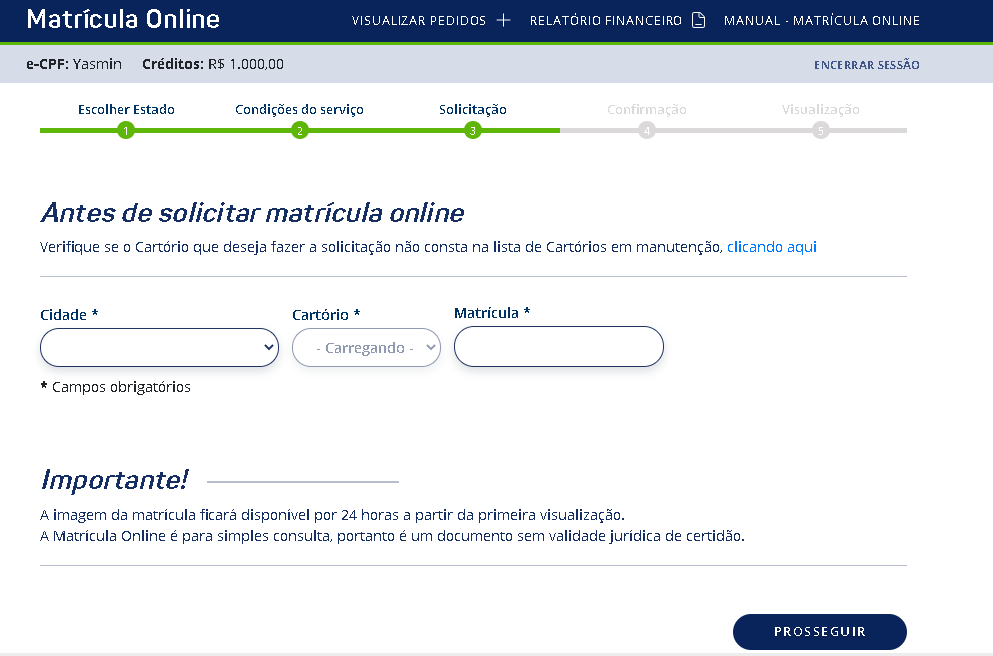 Matrícula Online
VISUALIZAR PEDIDOS
RELATÓRIO FINANCEIRO
MANUAL - MATRÍCULA ONLINE
e-CPF: Yasmin
Créditos: R$ 1.000,00
ENCERRAR SESSÃO
Escolher Estado
Condições do serviço
Solicitação
Confirmação
Visualização
1
2
3
4
5
Antes de solicitar matrícula online
Verifique se o Cartório que deseja fazer a solicitação não consta na lista de Cartórios em manutenção, clicando aqui
Cidade *
Cartório *
Matrícula *
- Carregando -
* Campos obrigatórios
Importante!
A imagem da matrícula ficará disponível por 24 horas a partir da primeira visualização.
A Matrícula Online é para simples consulta, portanto é um documento sem validade jurídica de certidão.
PROSSEGUIR